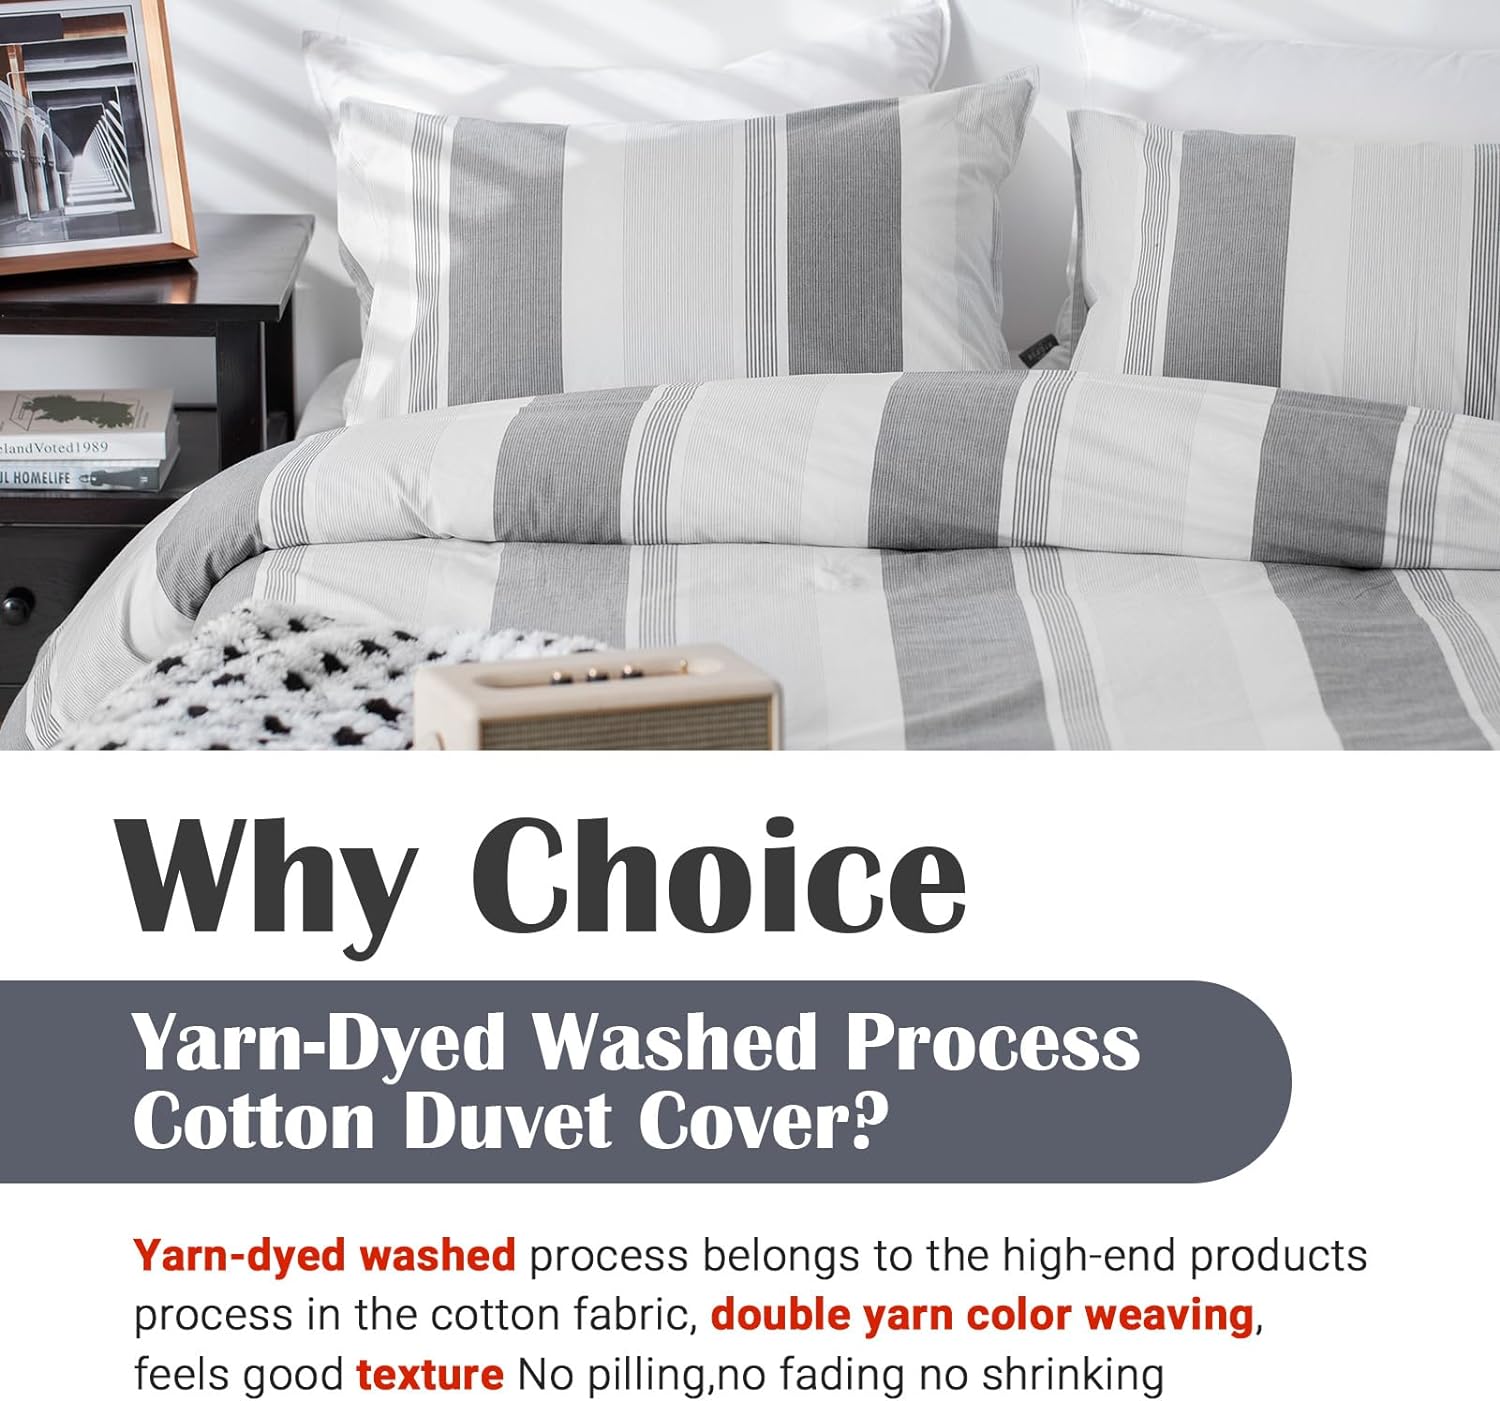 elandVoted1989
UL HOMELIFE
Why Choice
Yarn-Dyed Washed Process
Cotton Duvet Cover?
Yarn-dyed washed process belongs to the high-end products
process in the cotton fabric, double yarn color weaving,
feels good texture No pilling,no fading no shrinking